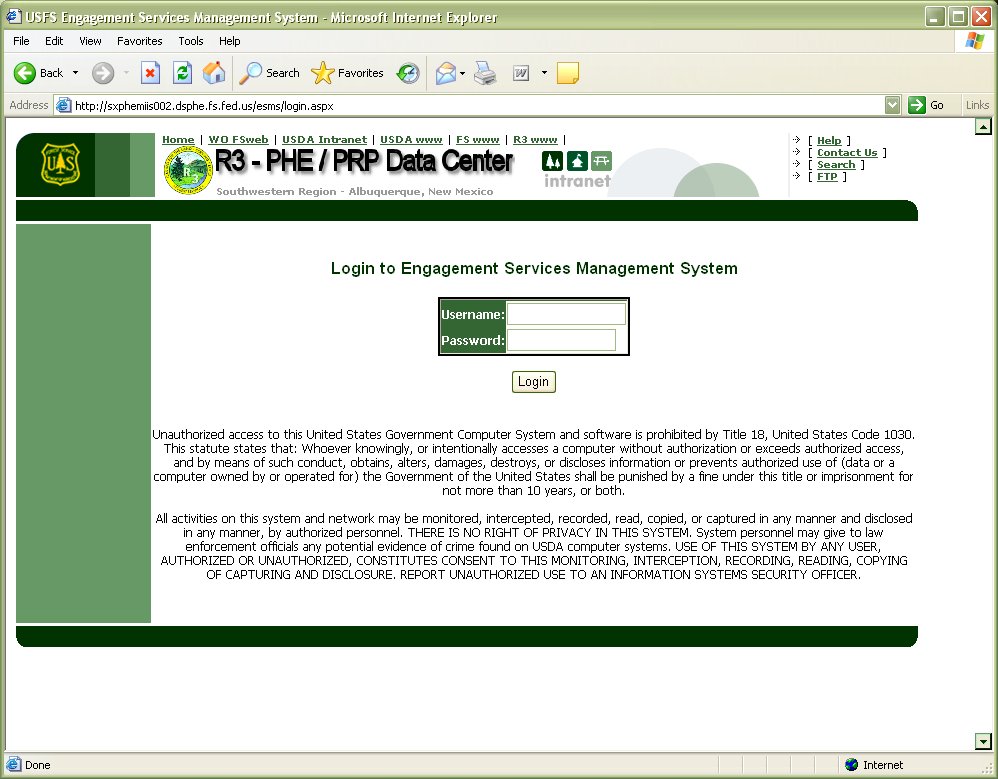 USFS Engagement Services Management System - Microsoft Internet Explorer
File Edit View Favorites Tools Help
Back Search Favorites
Address http://sxphemiis002.dsphe.fs.fed.us/esms/login.aspx Go Links
Home | WO FSweb | USDA Intranet | USDA www | FS www | R3 www |
R3 - PHE / PRP Data Center
Southwestern Region - Albuquerque, New Mexico
intranet
[ Help ]
[ Contact Us ]
[ Search ]
[ FTP ]
Login to Engagement Services Management System
Username:
Password:
Login
Unauthorized access to this United States Government Computer System and software is prohibited by Title 18, United States Code 1030.
This statute states that: Whoever knowingly, or intentionally accesses a computer without authorization or exceeds authorized access,
and by means of such conduct, obtains, alters, damages, destroys, or discloses information or prevents authorized use of (data or a
computer owned by or operated for) the Government of the United States shall be punished by a fine under this title or imprisonment for
not more than 10 years, or both.
All activities on this system and network may be monitored, intercepted, recorded, read, copied, or captured in any manner and disclosed
in any manner, by authorized personnel. THERE IS NO RIGHT OF PRIVACY IN THIS SYSTEM. System personnel may give to law
enforcement officials any potential evidence of crime found on USDA computer systems. USE OF THIS SYSTEM BY ANY USER,
AUTHORIZED OR UNAUTHORIZED, CONSTITUTES CONSENT TO THIS MONITORING, INTERCEPTION, RECORDING, READING, COPYING
OF CAPTURING AND DISCLOSURE. REPORT UNAUTHORIZED USE TO AN INFORMATION SYSTEMS SECURITY OFFICER.
Done Internet